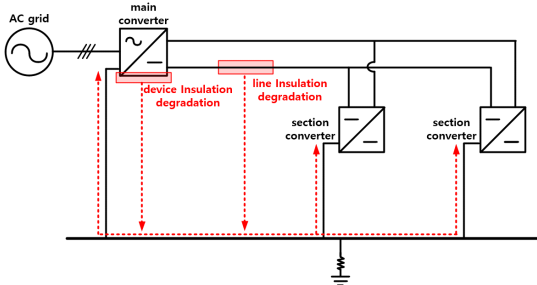 AC grid
main
converter
device Insulation
degradation
line Insulation
degradation
section
converter
section
converter